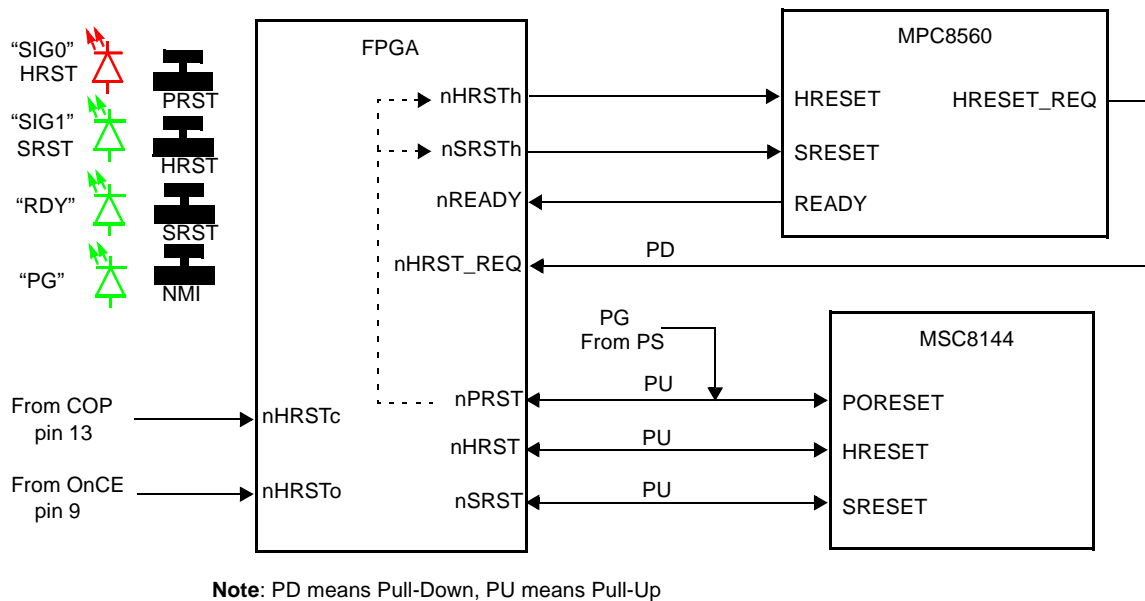 “SIG0”
HRST
PRST
“SIG1”
SRST
HRST
“RDY”
SRST
“PG”
NMI
From COP
pin 13
From OnCE
pin 9
FPGA
nHRSTh
nSRSTh
nREADY
nHRST_REQ
nPRST
nHRSTc
nHRST
nHRSTo
nSRST
PD
PG
From PS
PU
PU
PU
MPC8560
HRESET
HRESET_REQ
SRESET
READY
MSC8144
PORESET
HRESET
SRESET
Note: PD means Pull-Down, PU means Pull-Up